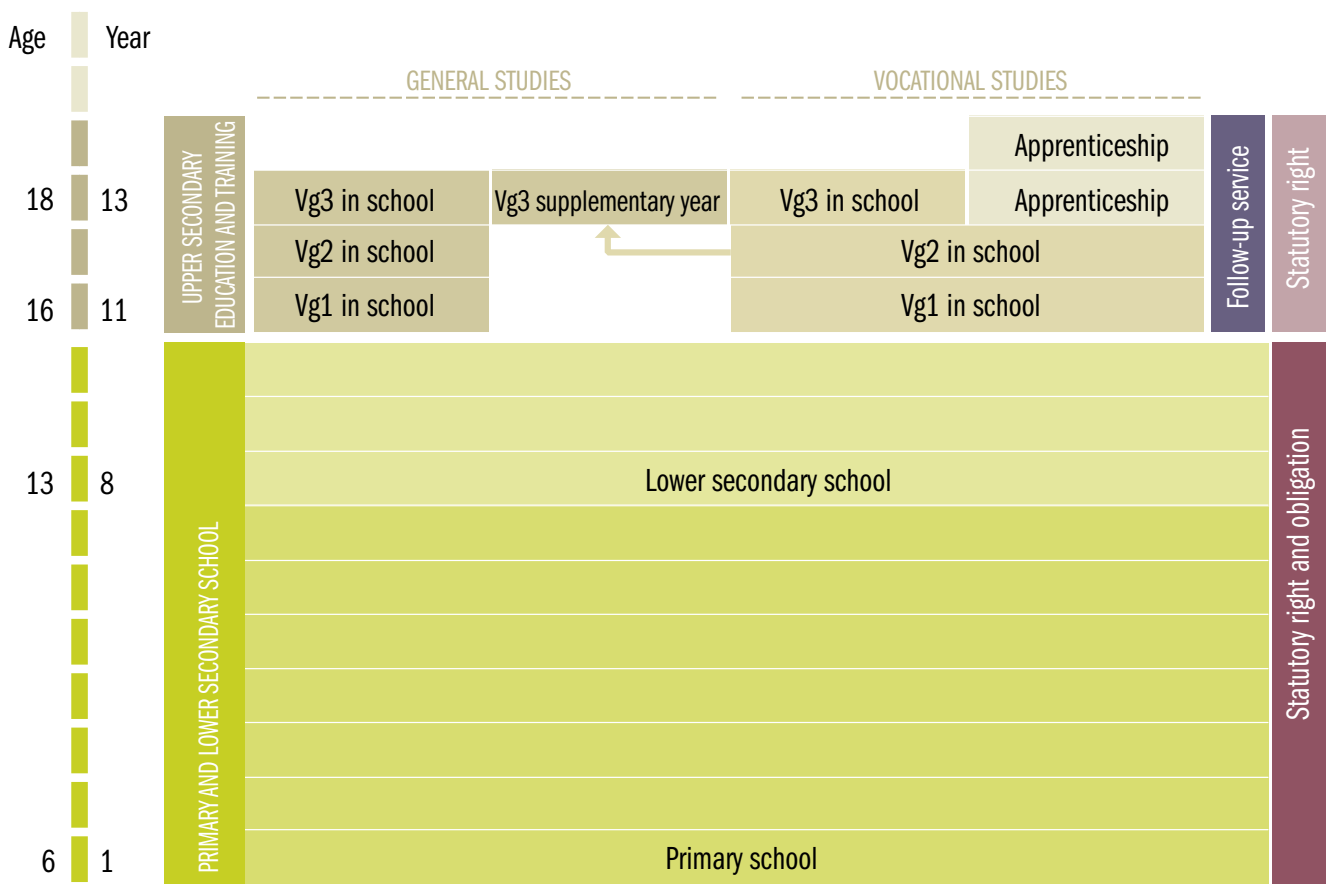 Age Year
GENERAL STUDIES VOCATIONAL STUDIES
UPPER SECONDARY
EDUCATION AND TRAINING
Apprenticeship
18 13 Vg3 in school Vg3 supplementary year Vg3 in school Apprenticeship
Vg2 in school Vg2 in school
16 11 Vg1 in school Vg1 in school
Follow-up service
Statutory right
PRIMARY AND LOWER SECONDARY SCHOOL
13 8 Lower secondary school
6 1 Primary school
Statutory right and obligation